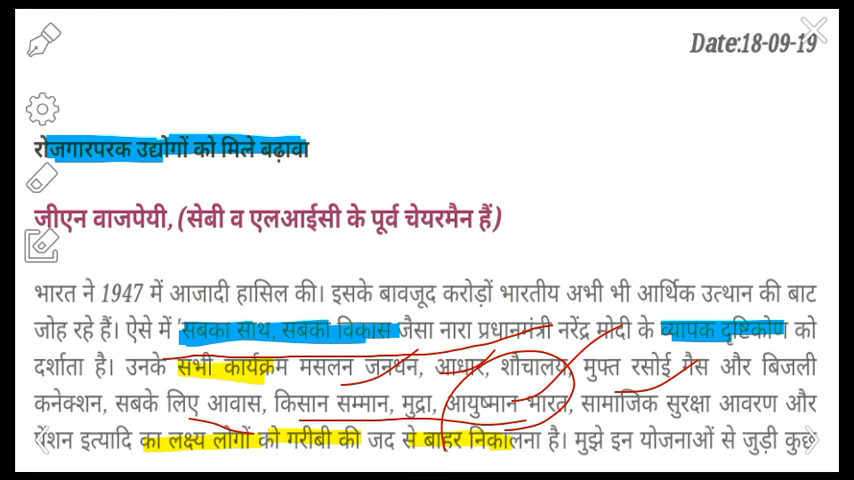 Date:18-09-19
रोजगारपरक उद्योगों को मिले बढ़ावा
जीएन वाजपेयी, (सेबी व एलआईसी के पूर्व चेयरमैन हैं)
भारत ने 1947 में आजादी हासिल की। इसके बावजूद करोड़ों भारतीय अभी भी आर्थिक उत्थान की बाट
जोह रहे हैं। ऐसे में 'सबका साथ, सबका विकास जैसा नारा प्रधानमंत्री नरेंद्र मोदी के व्यापक दृष्टिकोण को
दर्शाता है। उनके सभी कार्यक्रम मसलन जनधन, आधार, शौचालय, मुफ्त रसोई गैस और बिजली
कनेक्शन, सबके लिए आवास, किसान सम्मान, मुद्रा, आयुष्मान भारत, सामाजिक सुरक्षा आवरण और
पेंशन इत्यादि का लक्ष्य लोगों को गरीबी की जद से बाहर निकालना है। मुझे इन योजनाओं से जुड़ी कुछ